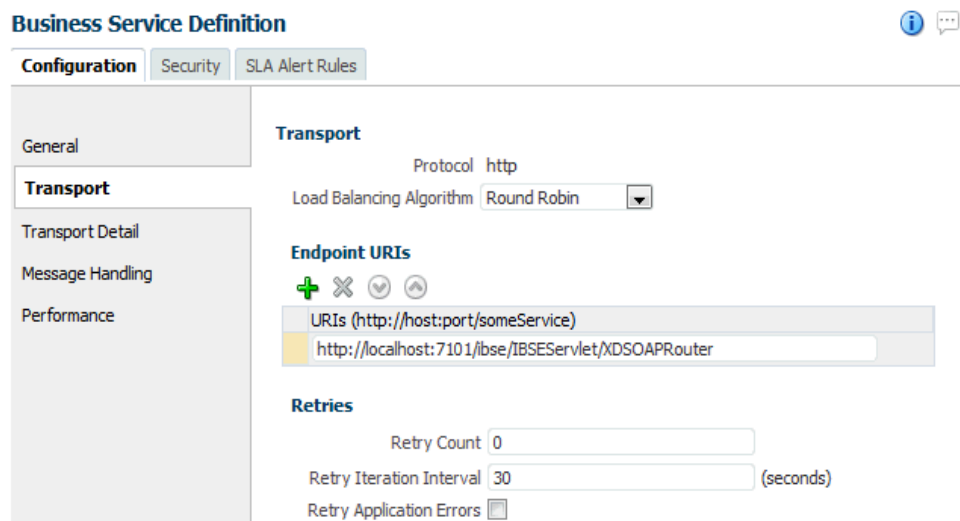 Business Service Definition
Configuration Security SLA Alert Rules
General
Transport
Transport Detail
Message Handling
Performance
Transport
Protocol http
Load Balancing Algorithm Round Robin
Endpoint URIs
URIs (http://host:port/someService)
http://localhost:7101/ibse/IBSEServlet/XDSOAPRouter
Retries
Retry Count 0
Retry Iteration Interval 30 (seconds)
Retry Application Errors